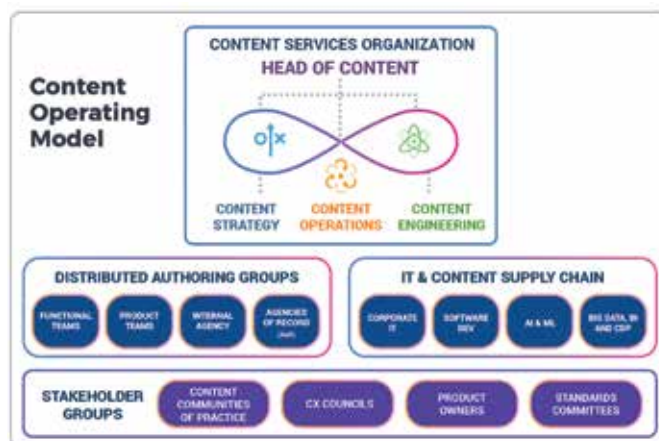 Content
Operating
Model
CONTENT SERVICES ORGANIZATION
HEAD OF CONTENT
CONTENT
STRATEGY
CONTENT
OPERATIONS
CONTENT
ENGINEERING
DISTRIBUTED AUTHORING GROUPS
FUNCTIONAL
TEAMS
PRODUCT
TEAMS
INTERNAL
AGENCY
AGENCIES
OF RECORD
(AoR)
IT & CONTENT SUPPLY CHAIN
CORPORATE
IT
SOFTWARE
DEV
AI & ML
BIG DATA, BI
AND CDP
STAKEHOLDER
GROUPS
CONTENT
COMMUNITIES
OF PRACTICE
CX COUNCILS
PRODUCT
OWNERS
STANDARDS
COMMITTEES